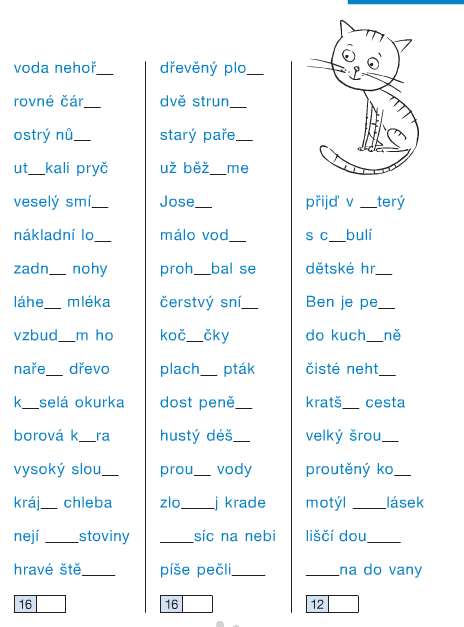 voda nehoř__
rovné čár__
ostrý nů__
ut__kali pryč
veselý smí__
nákladní lo__
zadn__ nohy
láhe__ mléka
vzbud__m ho
naře__ dřevo
k__selá okurka
borová k__ra
vysoký slou__
kráj__ chleba
nejí ____stoviny
hravé ště____
16
dřevěný plo__
dvě strun__
starý paře__
už běž__me
Jose__
málo vod__
proh__bal se
čerstvý sní__
koč__čky
plach__ pták
dost peně__
hustý déš__
prou__ vody
zlo____j krade
____síc na nebi
píše pečli____
16
přijď v __terý
s c__bulí
dětské hr__
Ben je pe__
do kuch__ně
čisté neht__
kratš__ cesta
velký šrou__
proutěný ko__
motýl ____lásek
liščí dou____
____na do vany
12